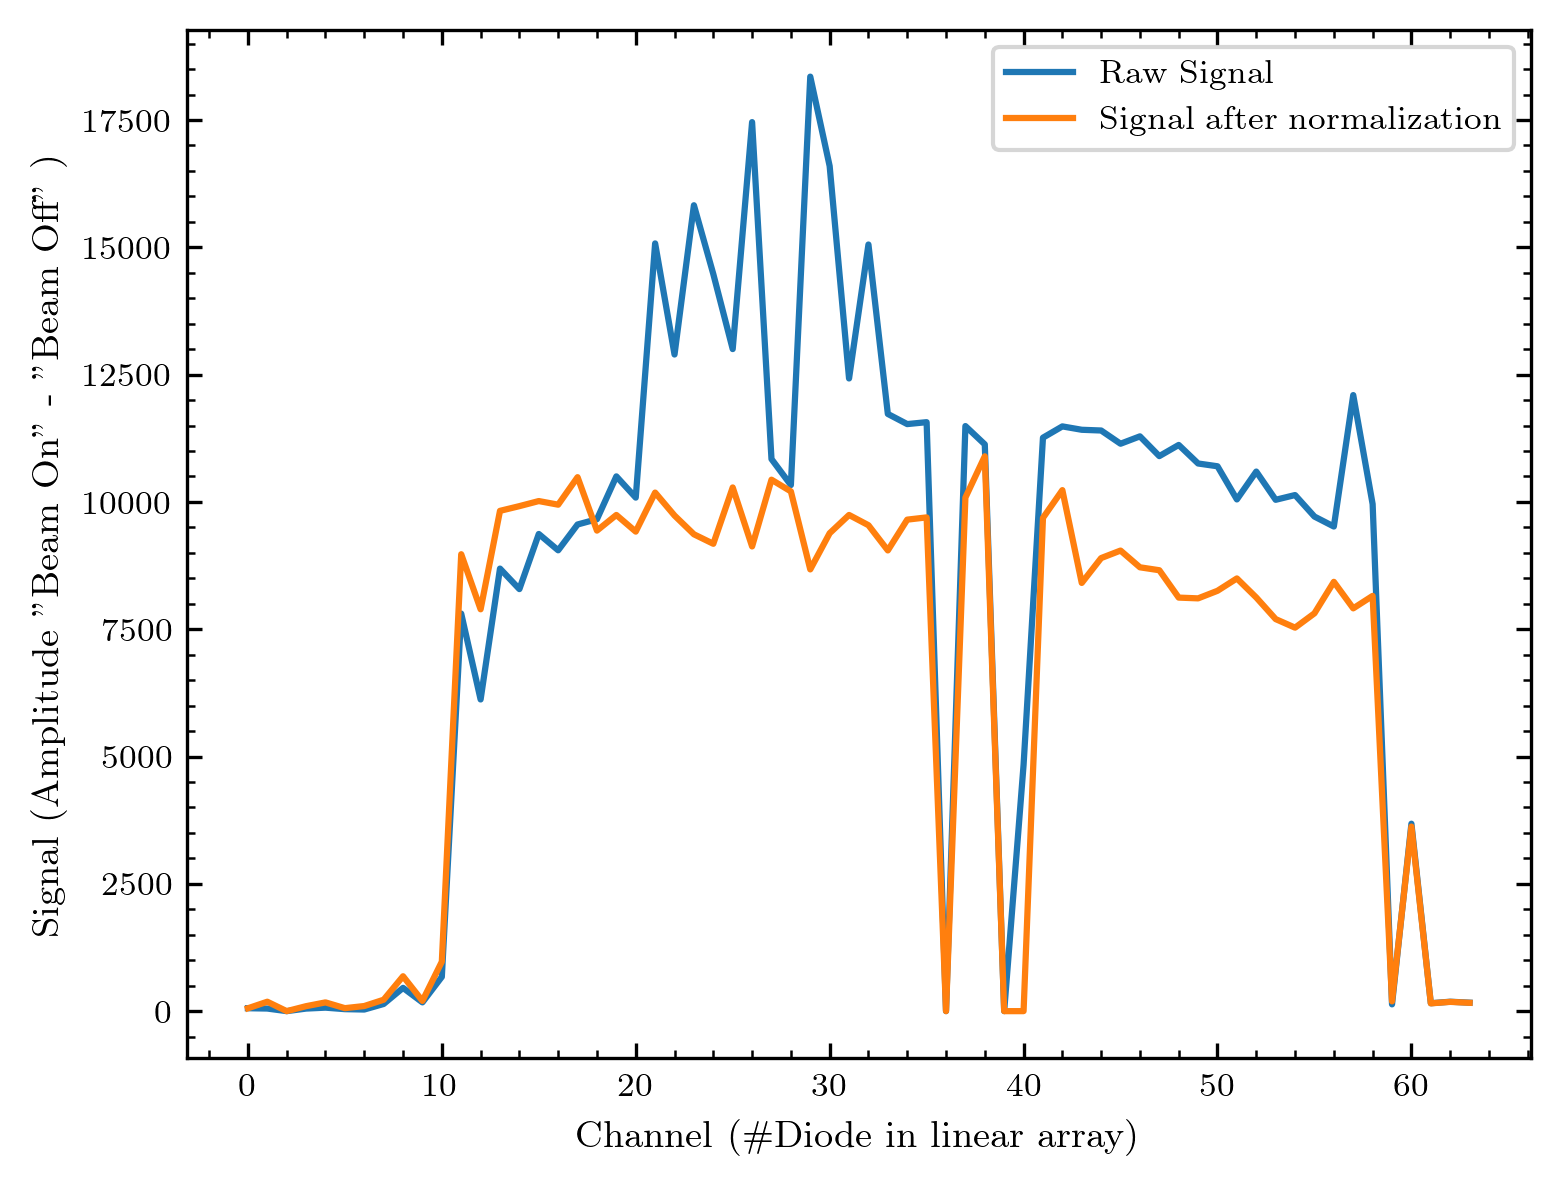 Raw Signal
Signal after normalization
Signal (Amplitude "Beam On" - "Beam Off" )
17500
15000
12500
10000
7500
5000
2500
0
0 10 20 30 40 50 60
Channel (#Diode in linear array)